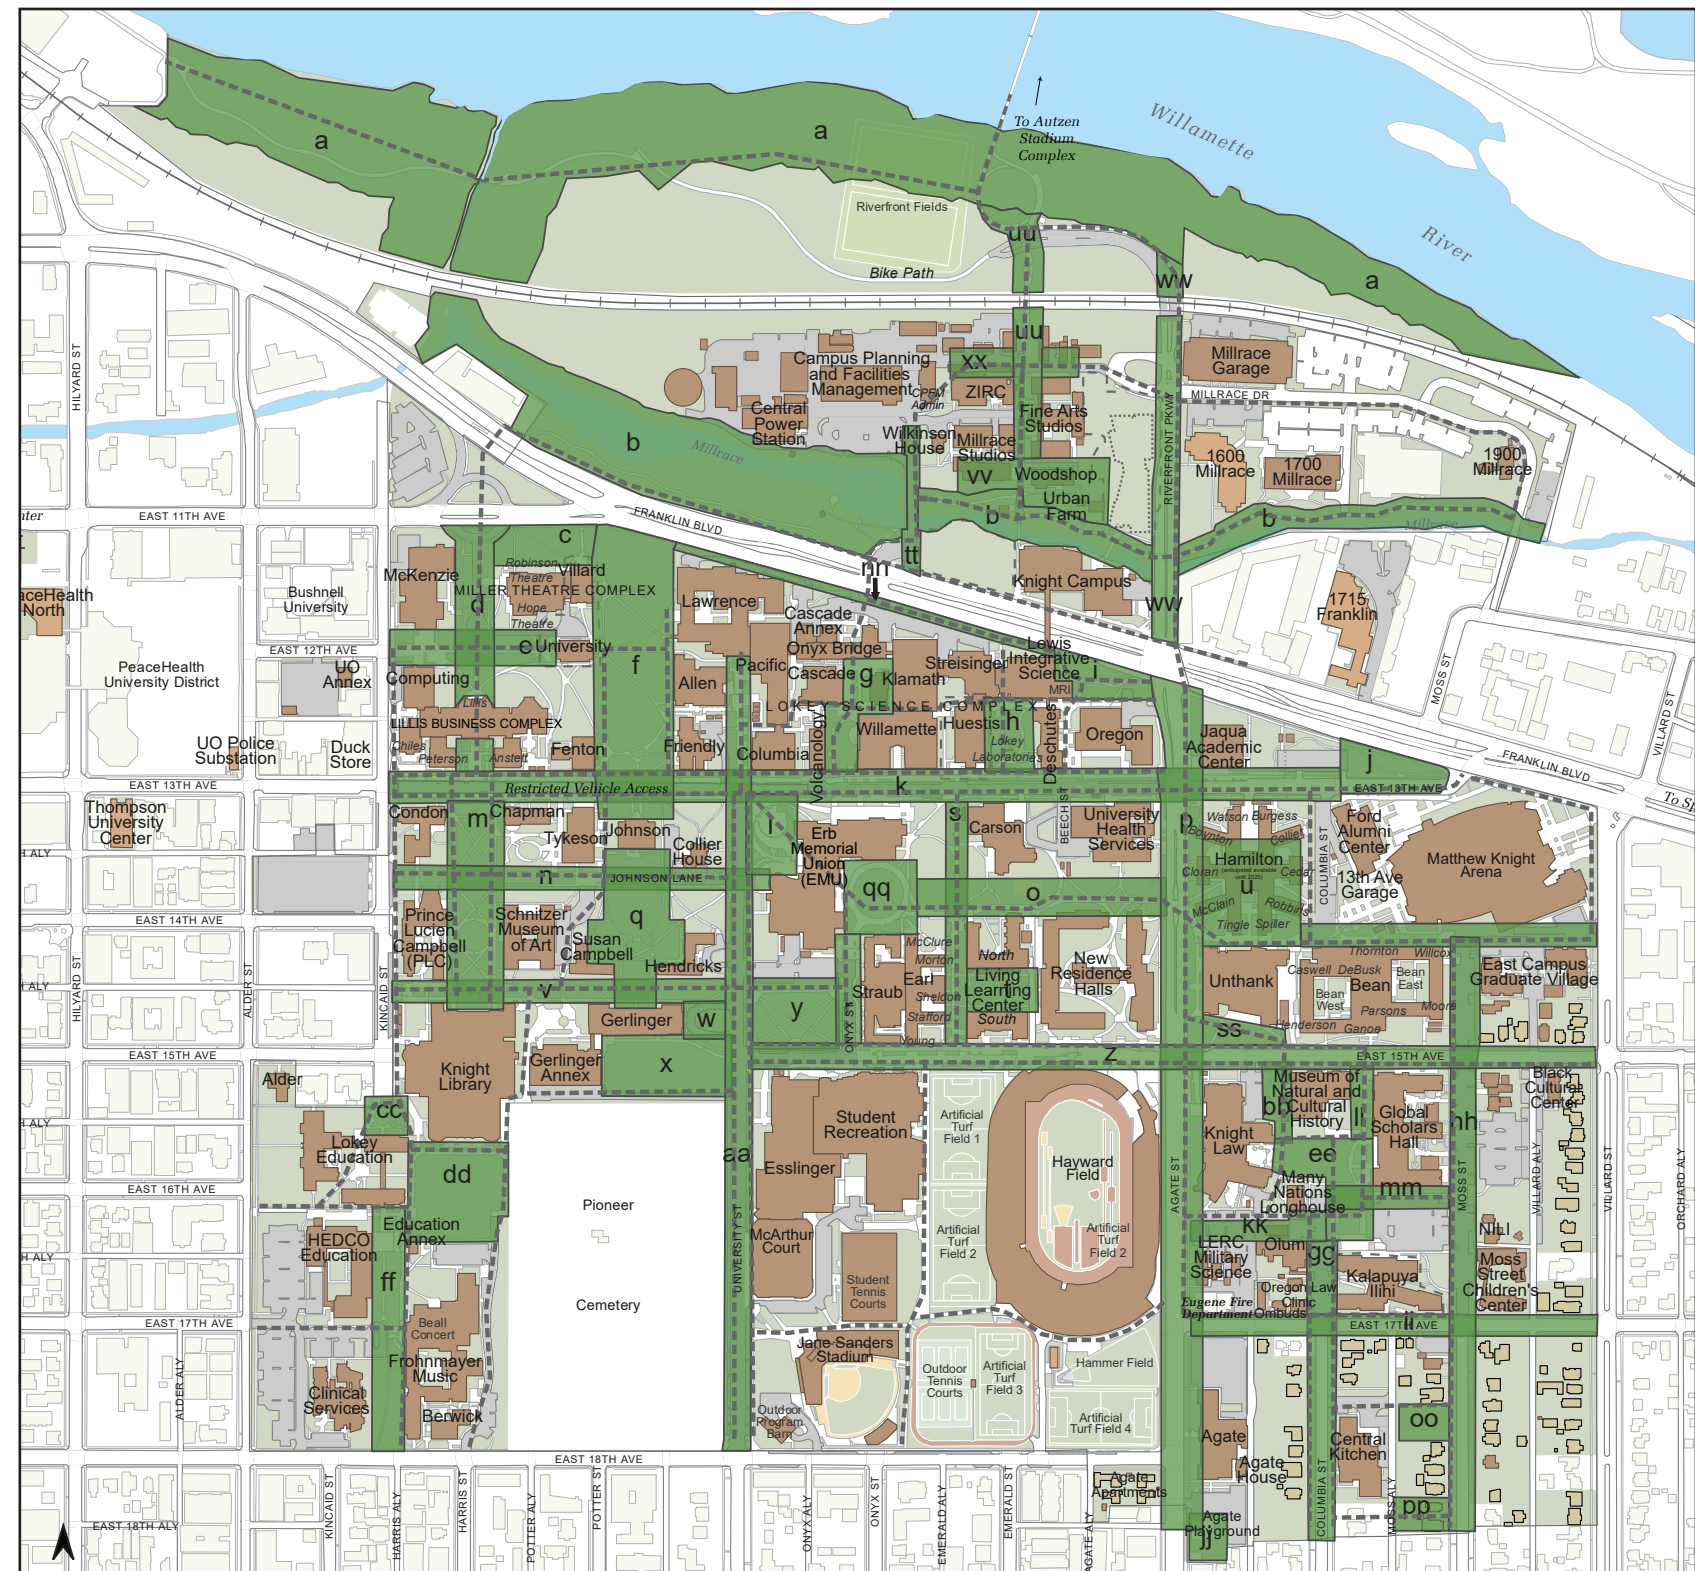 a
a
To Autzen
Stadium
Complex
Willamette
River
Riverfront Fields
Bike Path
uu
ww
a
HILYARD ST
uu
xx
Campus Planning
and Facilities
Management
CPFM
Admin
ZIRC
Millrace
Garage
MILLRACE DR
Central
Power
Station
Fine Arts
Studios
Wilkinson
House
Millrace
Studios
b
Millrace
vv
Woodshop
Urban
Farm
RIVERFRONT PKWY
1600
Millrace
1700
Millrace
1900
Millrace
b
b
Millrace
EAST 11TH AVE
FRANKLIN BLVD
c
tt
nn
Knight Campus
ww
1715
Franklin
McKenzie
Robinson
Theatre
Villard
MILLER THEATRE COMPLEX
Hope
Theatre
d
Bushnell
University
aceHealth
North
Lawrence
Cascade
Annex
Onyx Bridge
EAST 12TH AVE
e
University
f
PeaceHealth
University District
UO
Annex
Computing
Allen
Pacific
Cascade
g
Klamath
Streisinger
Lewis
Integrative
Science
MRI
i
MOSS ST
VILLARD ST
LOKEY SCIENCE COMPLEX
Lillis
LILLIS BUSINESS COMPLEX
Chiles
Peterson
Anstett
Fenton
Friendly
Columbia
Volcanology
Willamette
Huestis
h
Lokey
Laboratories
Deschutes
Oregon
Jaqua
Academic
Center
UO Police
Substation
Duck
Store
j
FRANKLIN BLVD
EAST 13TH AVE
Restricted Vehicle Access
k
EAST 13TH AVE
Thompson
University
Center
Condon
m
Chapman
Tykeson
Johnson
Collier
House
Erb
Memorial
Union
(EMU)
s
Carson
BEECH ST
University
Health
Services
p
Watson
Burgess
Boynton
Collier
Hamilton
(anticipated available
until 2025)
Cloran
Cedar
u
McClain
Robbins
Tingle
Spiller
COLUMBIA ST
Ford
Alumni
Center
13th Ave
Garage
Matthew Knight
Arena
n
JOHNSON LANE
qq
o
EAST 14TH AVE
Prince
Lucien
Campbell
(PLC)
Schnitzer
Museum
of Art
q
Susan
Campbell
Hendricks
McClure
Morton
Earl
Straub
Sheldon
Stafford
Young
North
Living
Learning
Center
South
New
Residence
Halls
Unthank
Thornton
Willcox
Caswell
DeBusk
Bean
Bean
East
Bean
West
Parsons
Moore
Henderson
Ganoe
East Campus
Graduate Village
HILYARD ST
ALDER ST
KINCAID ST
v
Gerlinger
w
y
ONYX ST
ss
EAST 15TH AVE
z
EAST 15TH AVE
Alder
Knight
Library
Gerlinger
Annex
x
cc
Lokey
Education
dd
Education
Annex
Student
Recreation
Esslinger
aa
Artificial
Turf
Field 1
Hayward
Field
Artificial
Turf
Field 2
Artificial
Turf
Field 2
AGATE ST
Knight
Law
bb
Museum of
Natural and
Cultural
History
ll
Global
Scholars
Hall
hh
Black
Cultural
Center
ee
Many
Nations
Longhouse
mm
MOSS ST
VILLARD ALY
VILLARD ST
ORCHARD ALY
EAST 16TH AVE
Pioneer
Cemetery
UNIVERSITY ST
McArthur
Court
Student
Tennis
Courts
HEDCO
Education
ff
kk
LERC
Military
Science
Olum
gg
Oregon Law
Clinic
Ombuds
Eugene Fire
Department
Kalapuya
Ilihi
NILI
Moss
Street
Children's
Center
EAST 17TH AVE
EAST 17TH AVE
ii
Beall
Concert
Frohnmayer
Music
Berwick
Clinical
Services
Jane Sanders
Stadium
Outdoor
Program
Barn
Outdoor
Tennis
Courts
Artificial
Turf
Field 3
Hammer Field
Artificial
Turf Field 4
Agate
Agate
House
Central
Kitchen
oo
ALDER ALY
EAST 18TH AVE
Agate
Apartments
Agate
Playground
jj
pp
EAST 18TH ALY
KINCAID ST
HARRIS ALY
HARRIS ST
POTTER ALY
POTTER ST
ONYX ALY
ONYX ST
EMERALD ALY
EMERALD ST
AGATE ALY
COLUMBIA ST
MOSS ALY